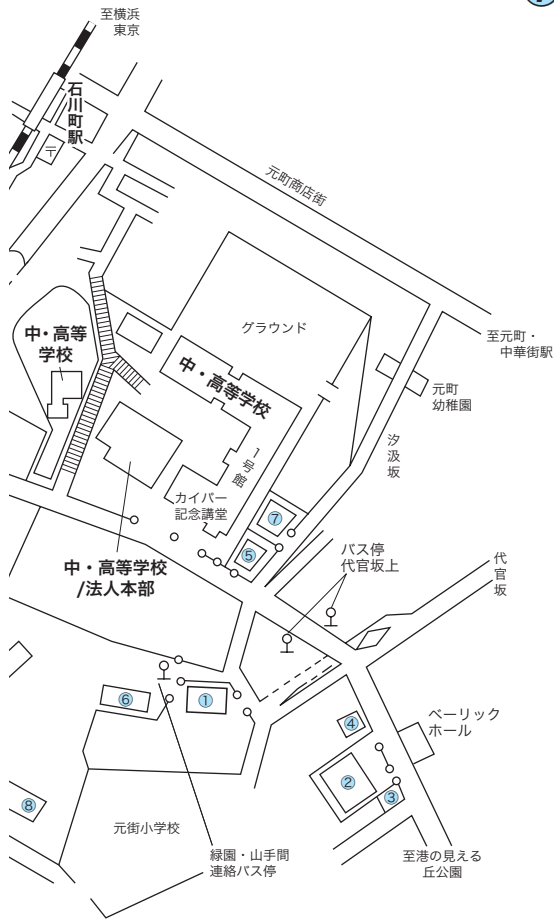 至横浜
東京
石川町駅
〒
元町商店街
グラウンド
至元町・
中華街駅
中・高等
学校
中・高等学校
元町
幼稚園
汐汲坂
1号館
カイパー
記念講堂
⑦
⑤
バス停
代官坂上
代官坂
中・高等学校
/法人本部
⑥
①
④
ベーリック
ホール
②
③
⑧
元街小学校
緑園・山手間
連絡バス停
至港の見える
丘公園